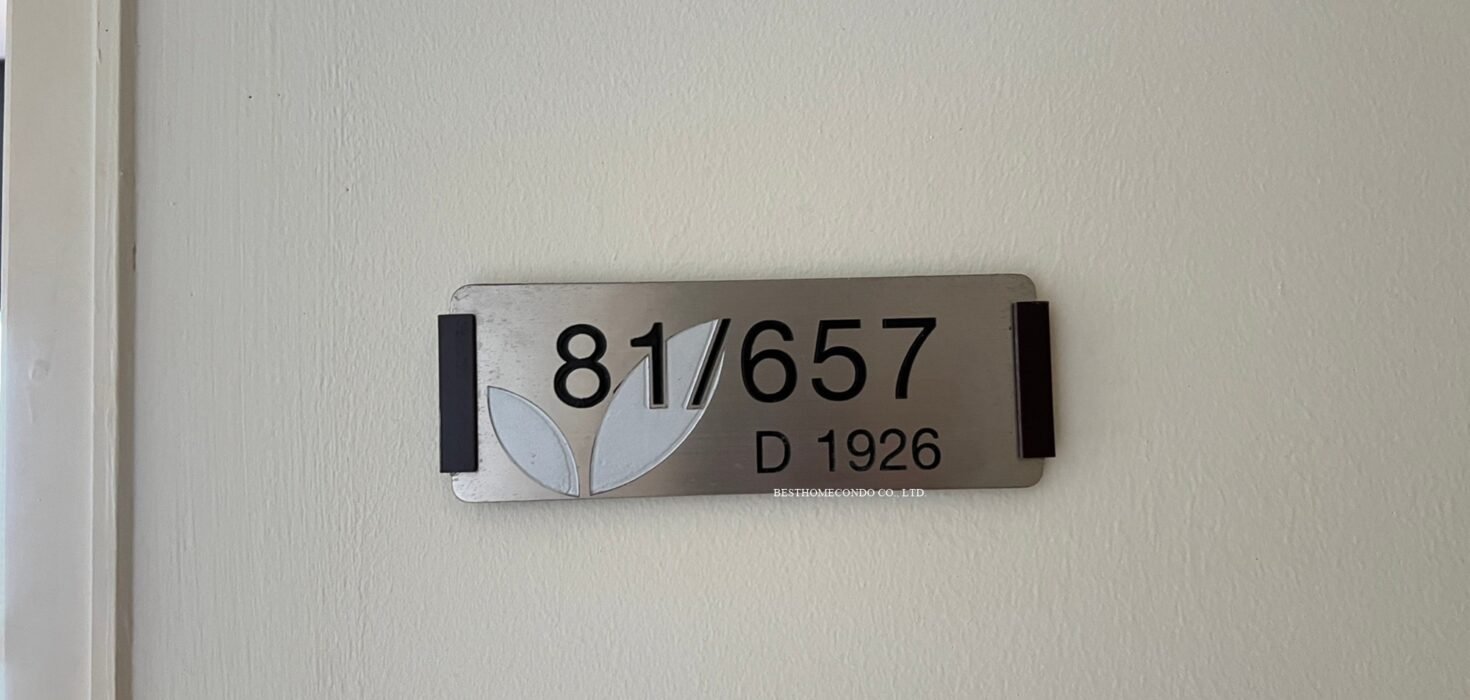 81/657
D 1926
BESTHOMECONDO CO., LTD.